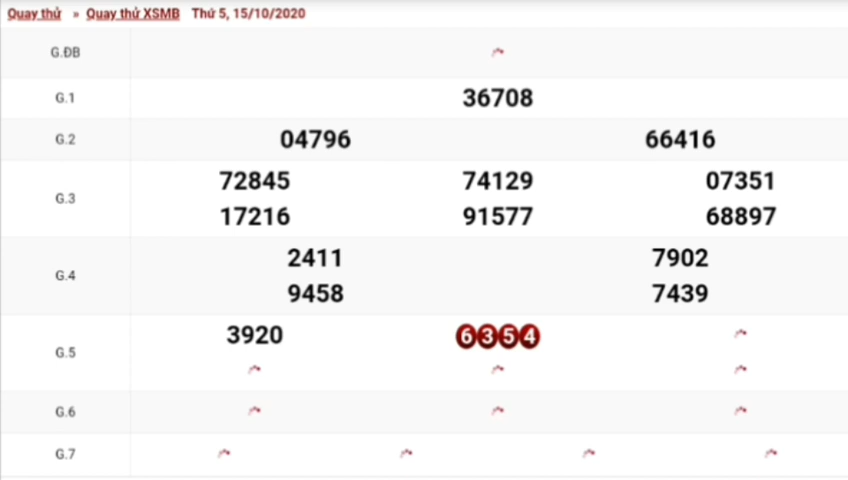 Quay thử » Quay thử XSMB Thứ 5, 15/10/2020
G.ĐB
G.1 36708
G.2 04796 66416
G.3 72845 74129 07351
17216 91577 68897
G.4 2411 7902
9458 7439
G.5 3920 6354
G.6
G.7